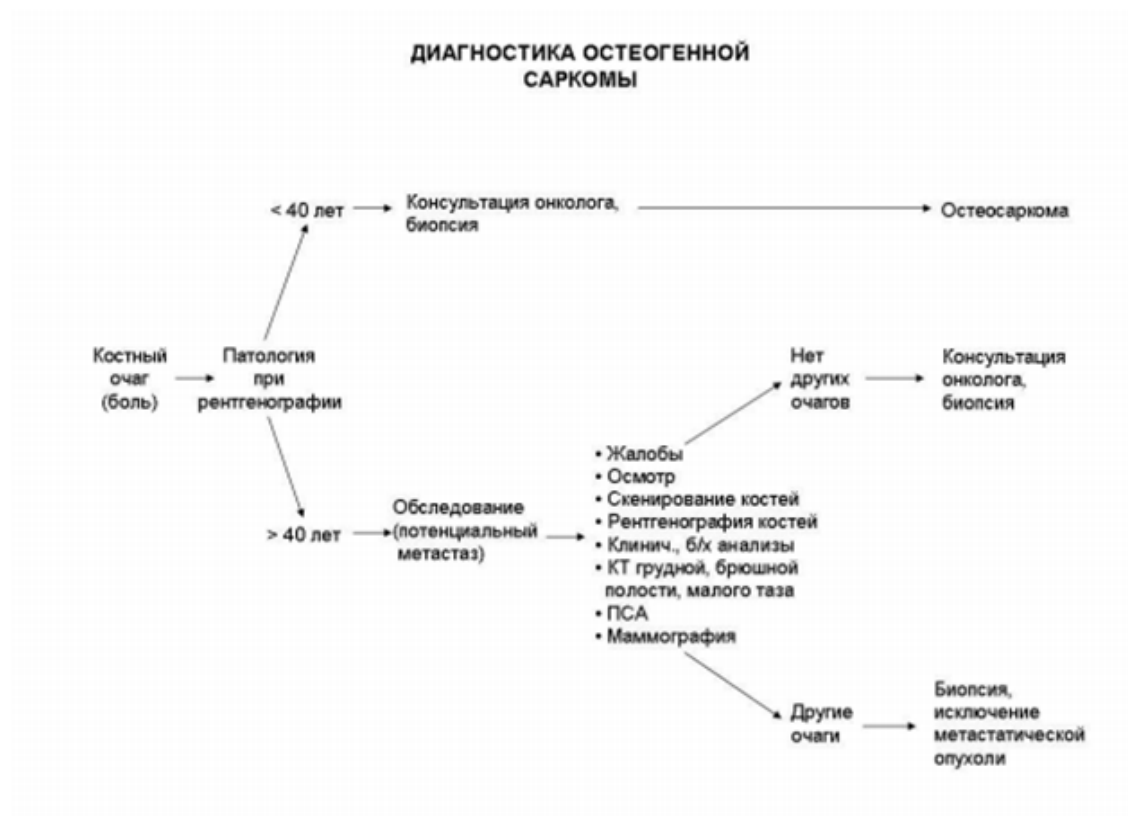 ДИАГНОСТИКА ОСТЕОГЕННОЙ
САРКОМЫ
< 40 лет
Консультация онколога,
биопсия
Остеосаркома
Костный
очаг
(боль)
Патология
при
рентгенографии
Нет
других
очагов
Консультация
онколога,
биопсия
> 40 лет
Обследование
(потенциальный
метастаз)
• Жалобы
• Осмотр
• Скенирование костей
• Рентгенография костей
• Клинич., б/х анализы
• КТ грудной, брюшной
полости, малого таза
• ПСА
• Маммография
Другие
очаги
Биопсия,
исключение
метастатической
опухоли